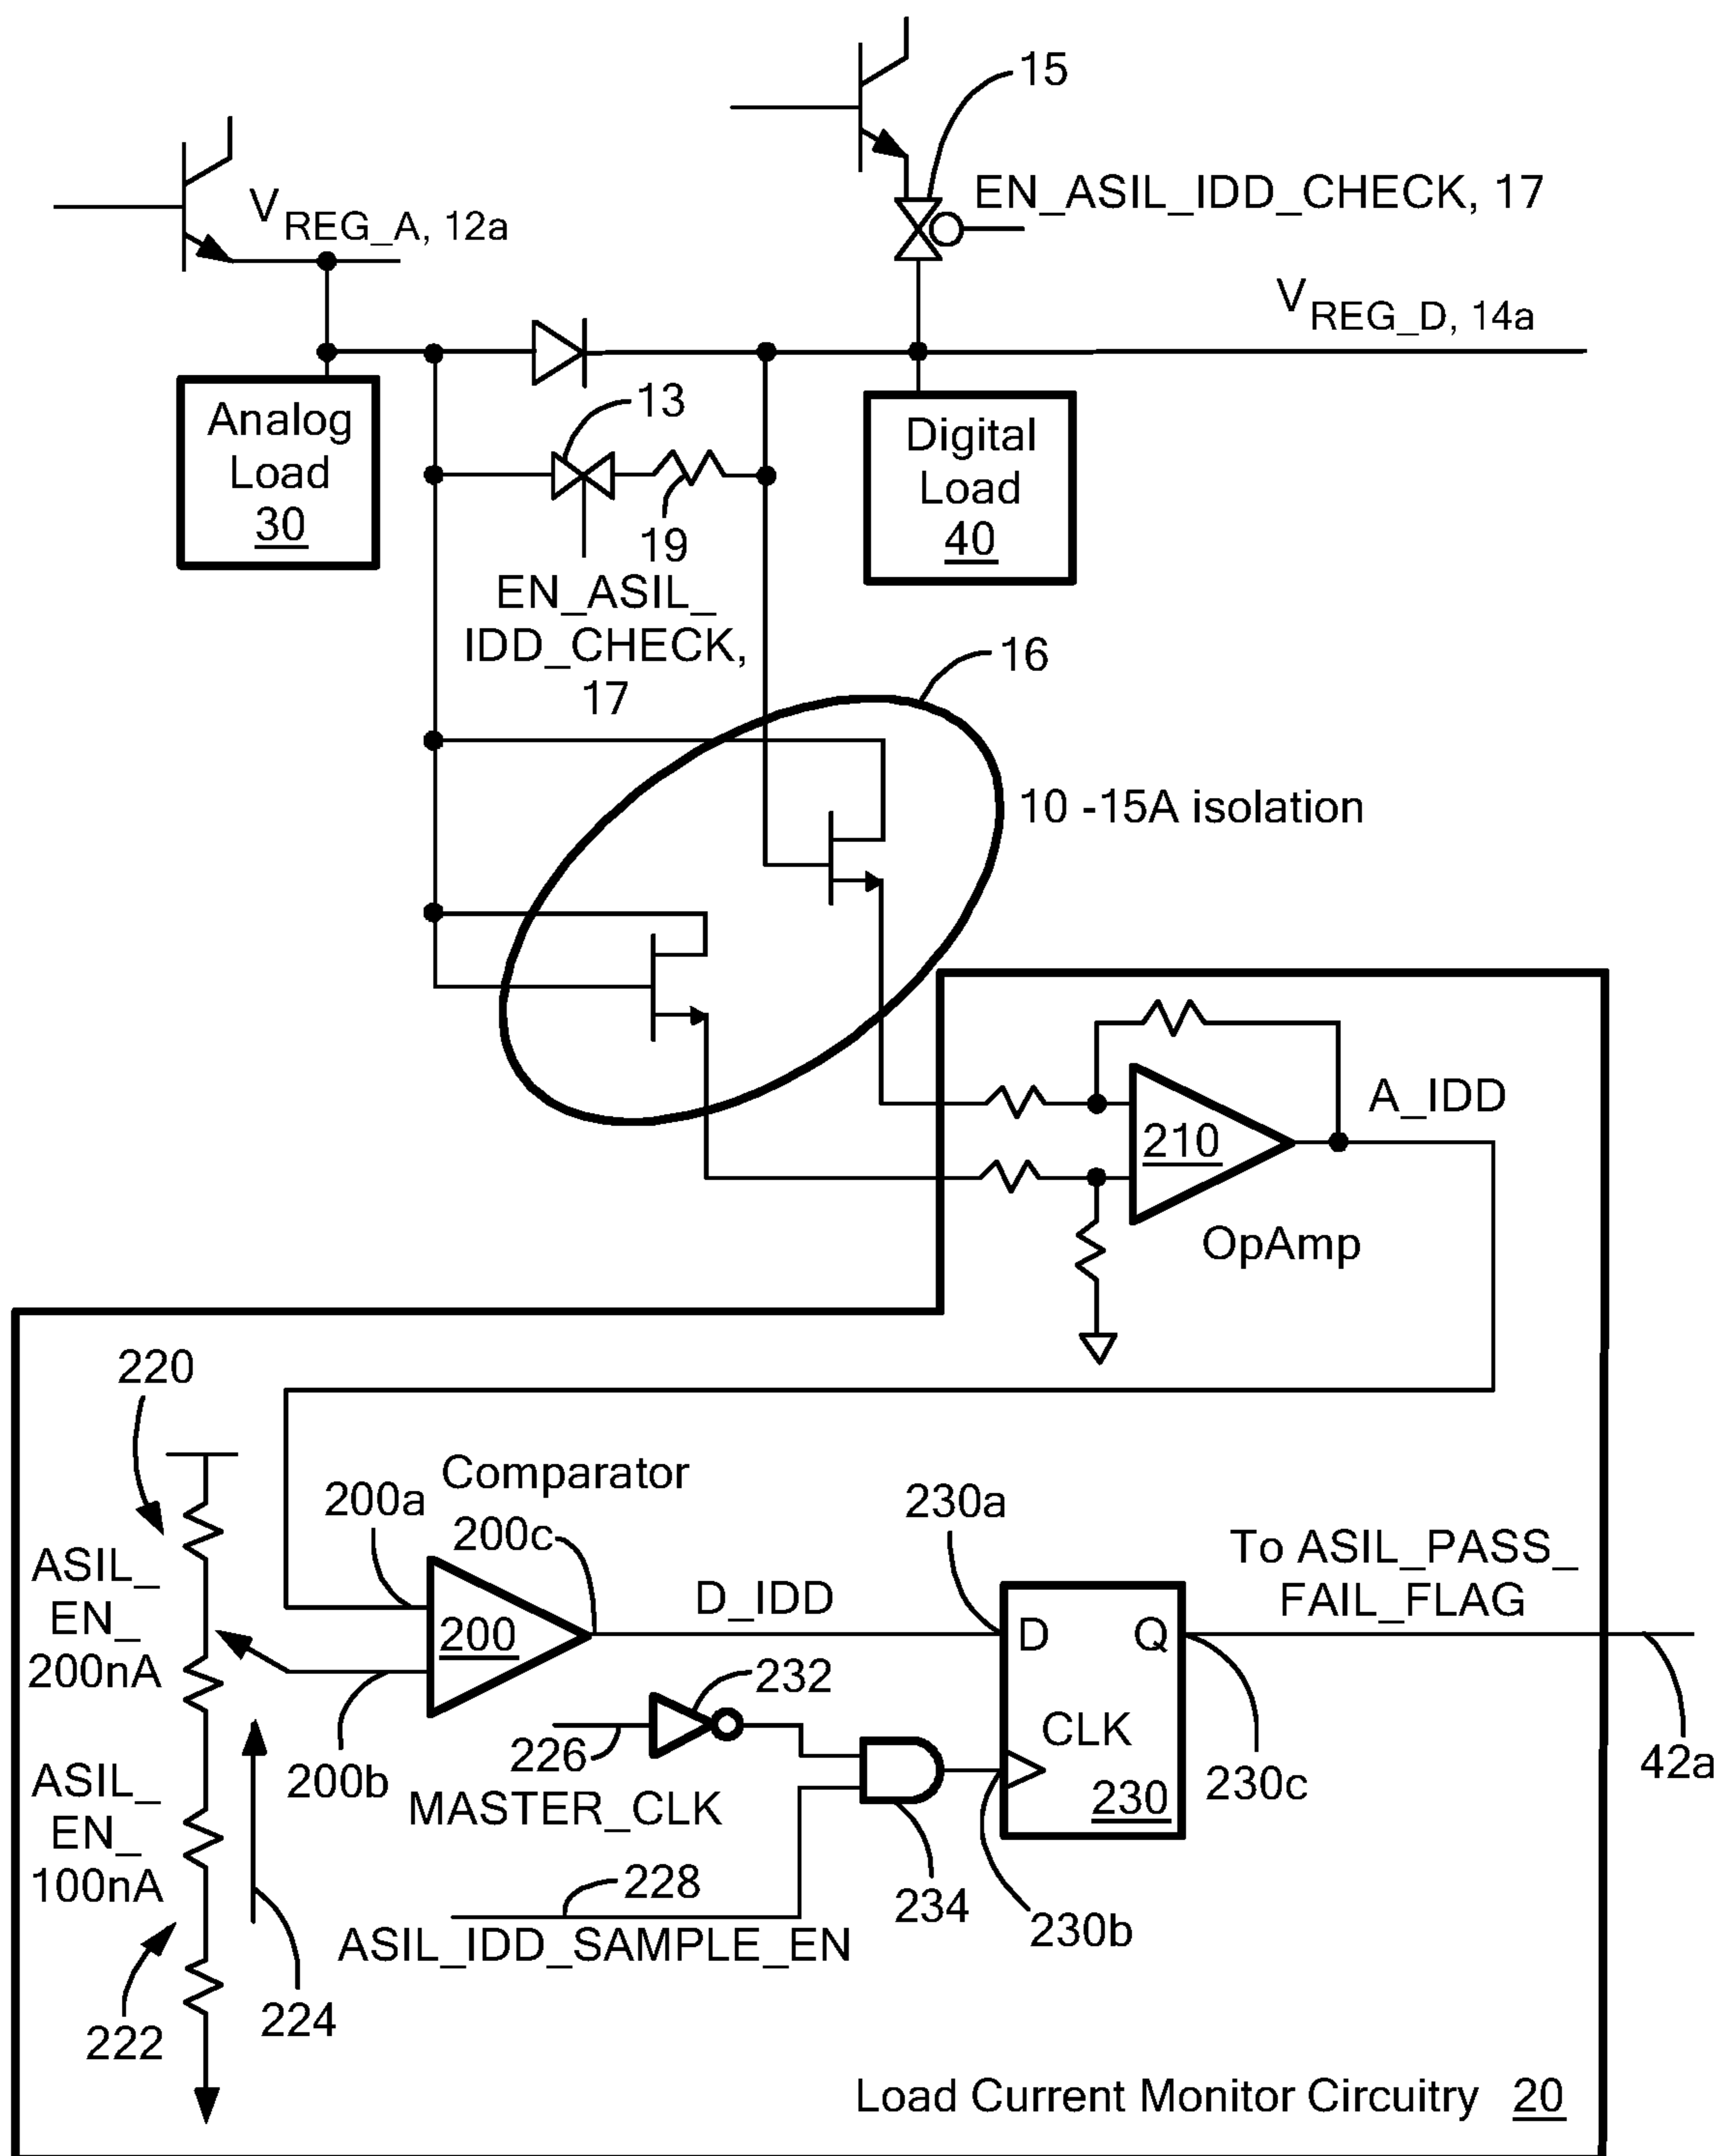 15
EN_ASIL_IDD_CHECK, 17
V REG_A, 12a
V REG_D, 14a
Analog
Load
30
13
19
Digital
Load
40
EN_ASIL_
IDD_CHECK,
17
16
10 -15A isolation
A_IDD
210
OpAmp
220
Comparator
200a
200c
200
200b
ASIL_
EN_
200nA
ASIL_
EN_
100nA
222
224
D_IDD
230a
D
Q
CLK
230
230b
230c
To ASIL_PASS_
FAIL_FLAG
42a
232
226
MASTER_CLK
234
228
ASIL_IDD_SAMPLE_EN
Load Current Monitor Circuitry 20